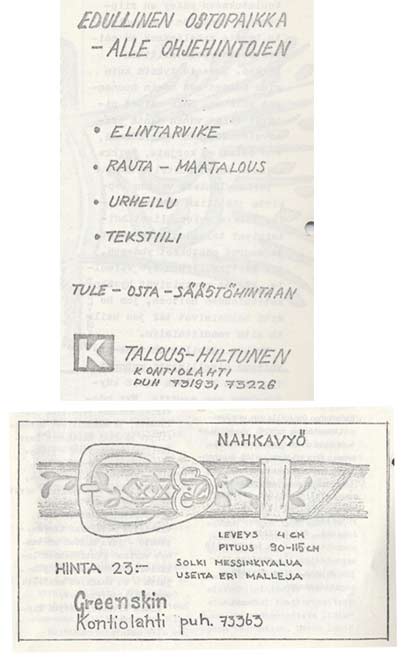 EDULLINEN OSTOPAIKKA
- ALLE OHJEHINTOJEN
• ELINTARVIKE
• RAUTA - MAATALOUS
• URHEILU
• TEKSTIILI
TULE - OSTA - SÄÄSTÖHINTAAN
K TALOUS-HILTUNEN
KONTIOLAHTI
PUH 73193, 73226
NAHKAVYÖ
LEVEYS 4 CM
PITUUS 90-115 CM
HINTA 23:-
SOLKI MESSINKIVALUA
USEITA ERI MALLEJA
Greenskin
Kontiolahti puh. 73363